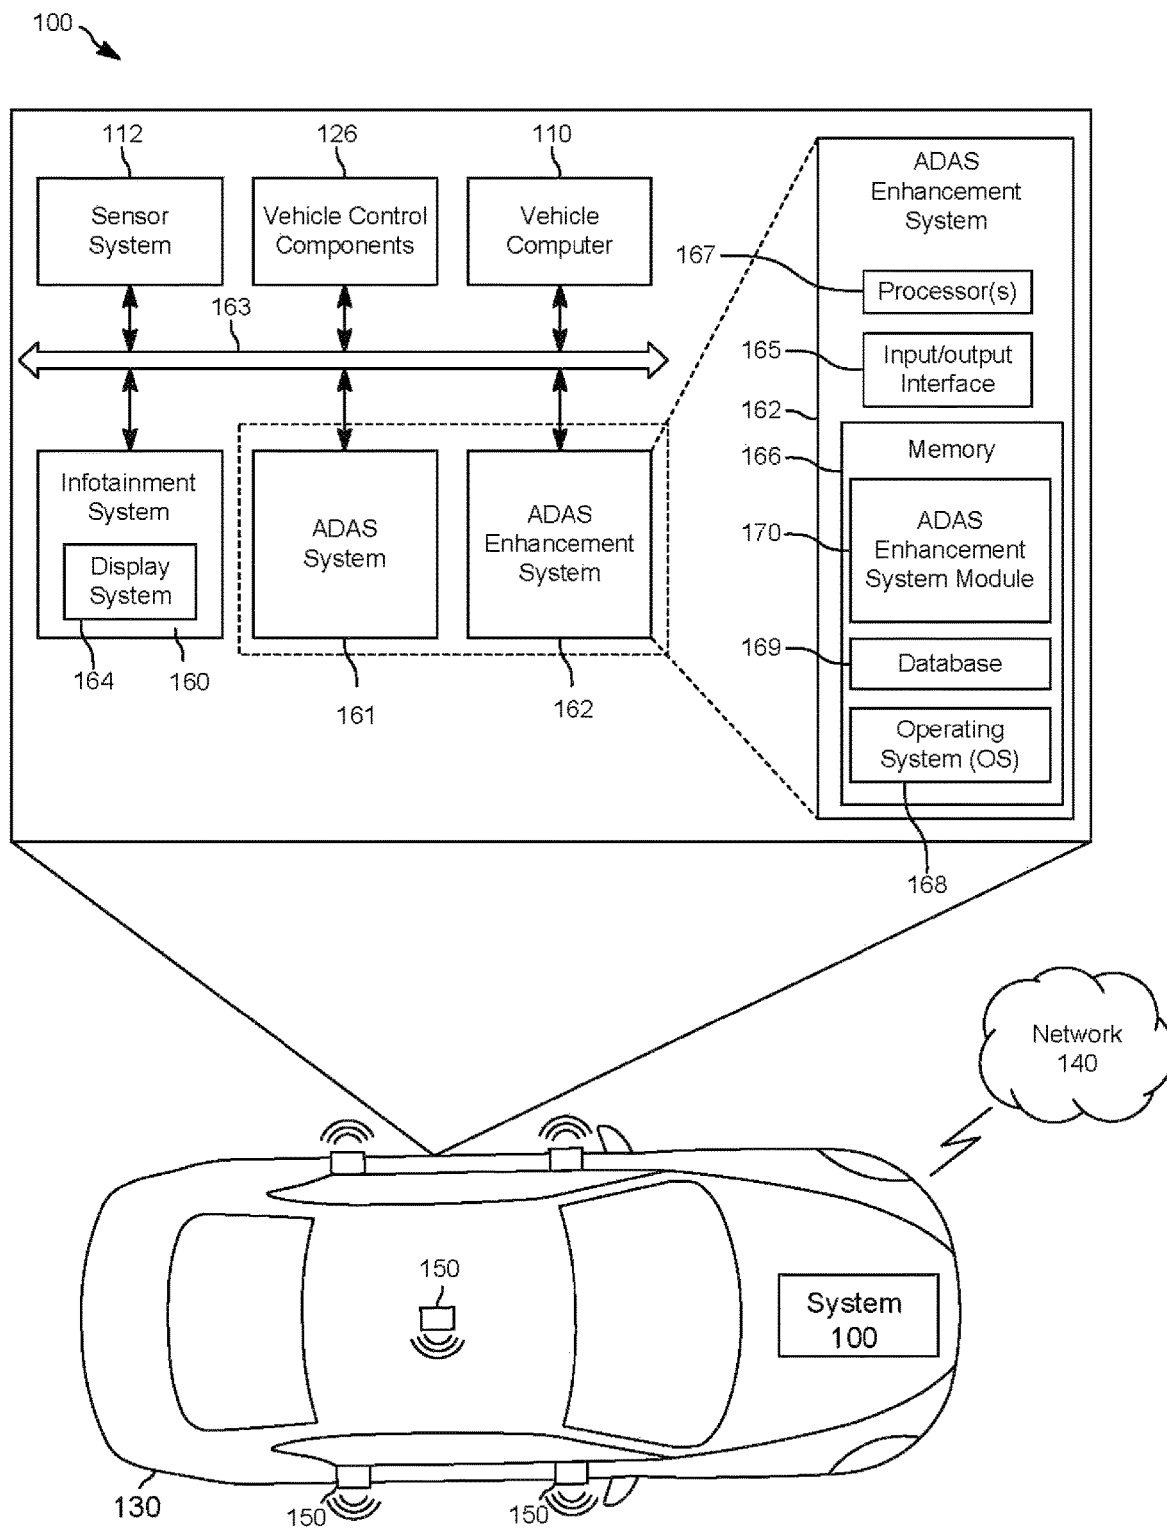 100
112
126
110
Sensor
System
Vehicle Control
Components
Vehicle
Computer
163
Infotainment
System
Display
System
164
160
ADAS
System
161
ADAS
Enhancement
System
162
ADAS
Enhancement
System
167
Processor(s)
165
Input/output
Interface
162
166
Memory
170
ADAS
Enhancement
System Module
169
Database
Operating
System (OS)
168
Network
140
150
System
100
130
150
150